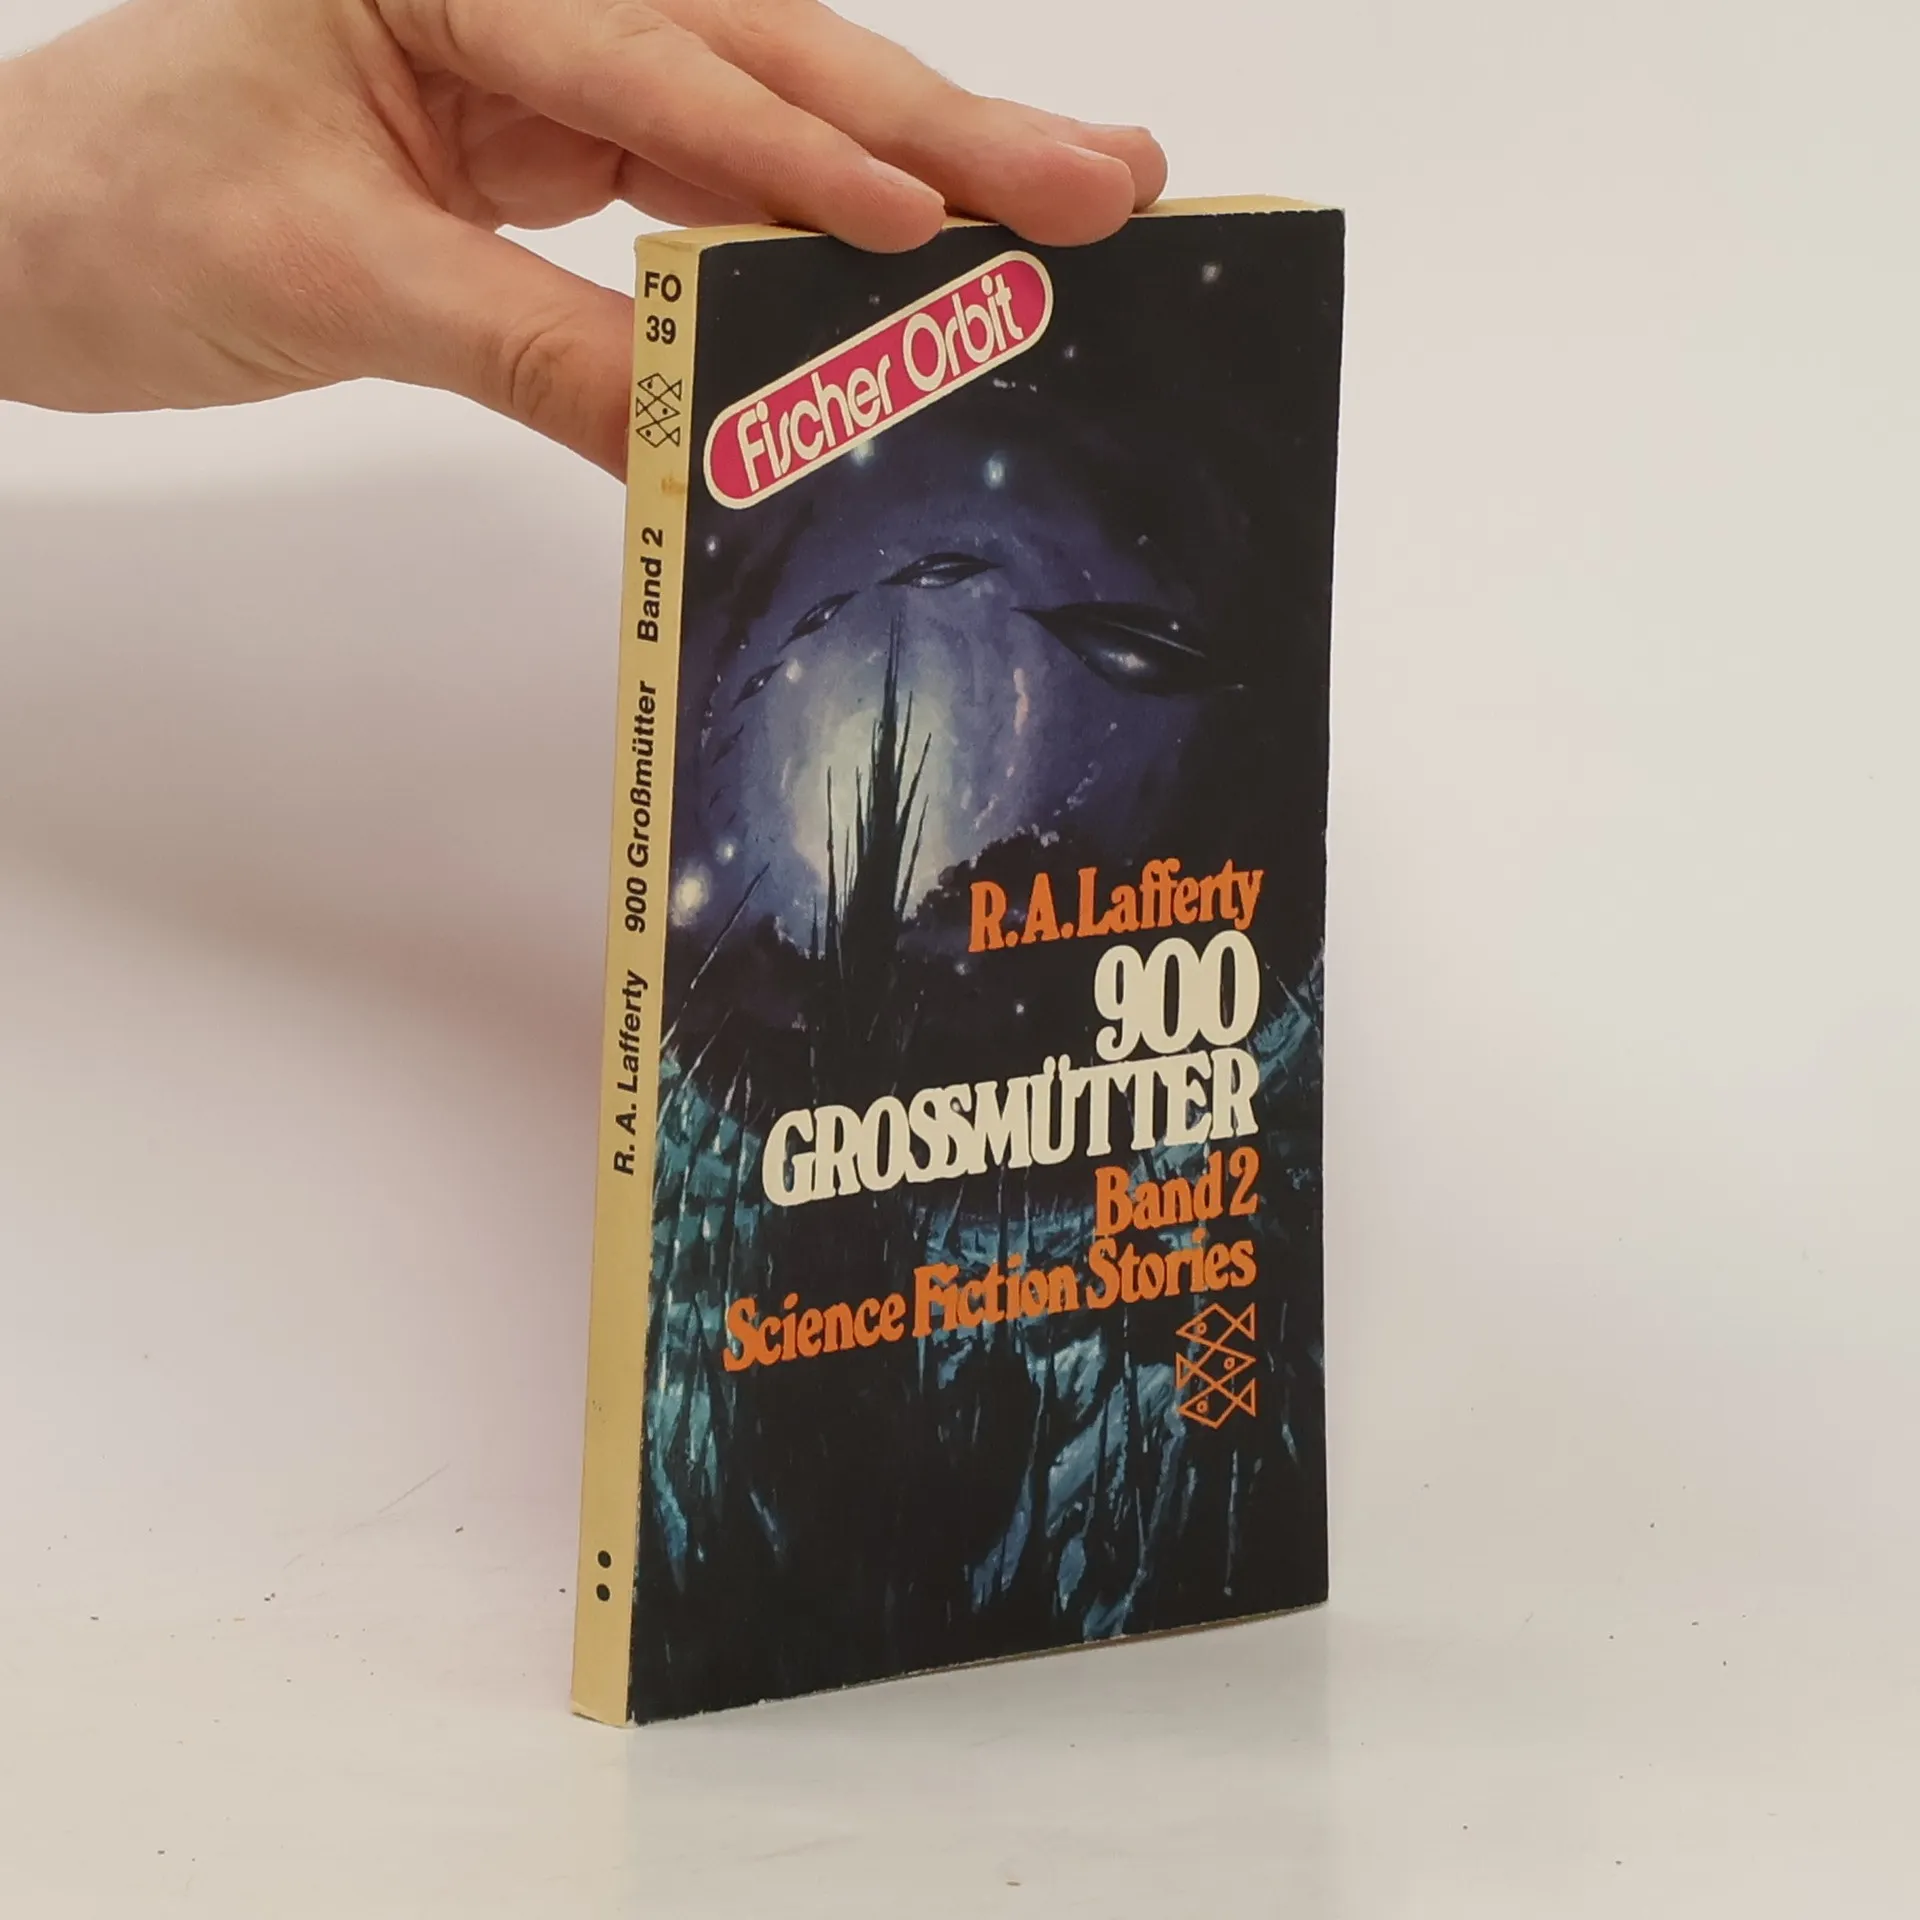 FO
39
R. A. Lafferty 900 Großmütter Band 2
Fischer Orbit
R.A.Lafferty
900
GROSSMÜTTER
Band 2
Science Fiction Stories